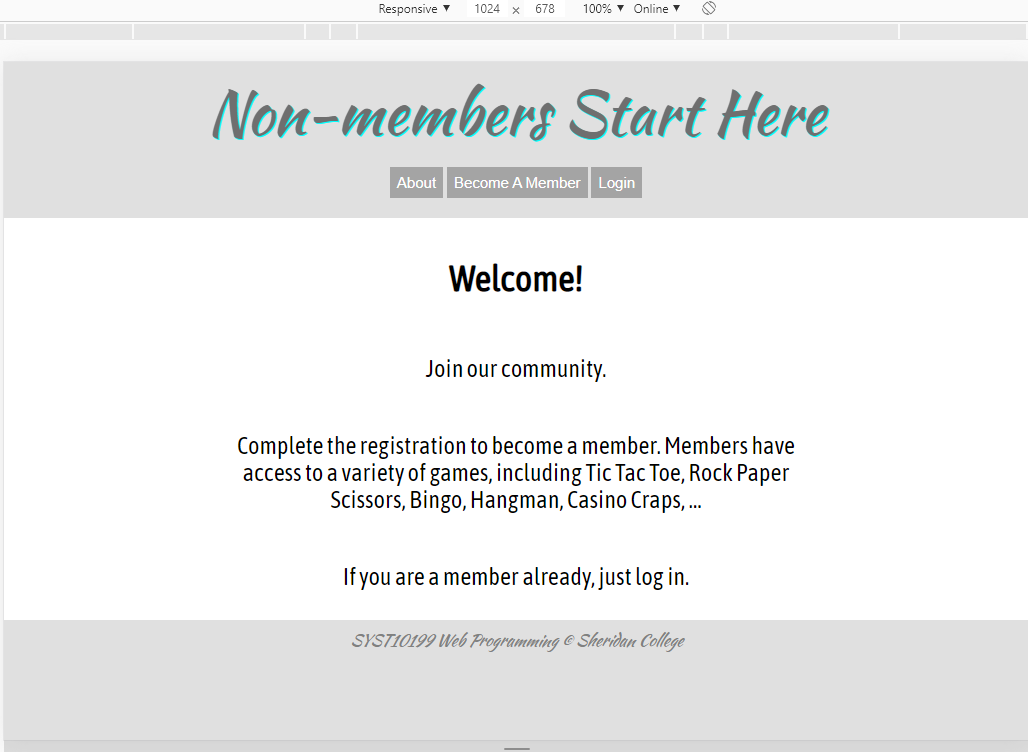 Responsive ▼ 1024 × 678 100% ▼ Online ▼
Non-members Start Here
About Become A Member Login
Welcome!
Join our community.
Complete the registration to become a member. Members have
access to a variety of games, including Tic Tac Toe, Rock Paper
Scissors, Bingo, Hangman, Casino Craps, ...
If you are a member already, just log in.
SYST10199 Web Programming © Sheridan College